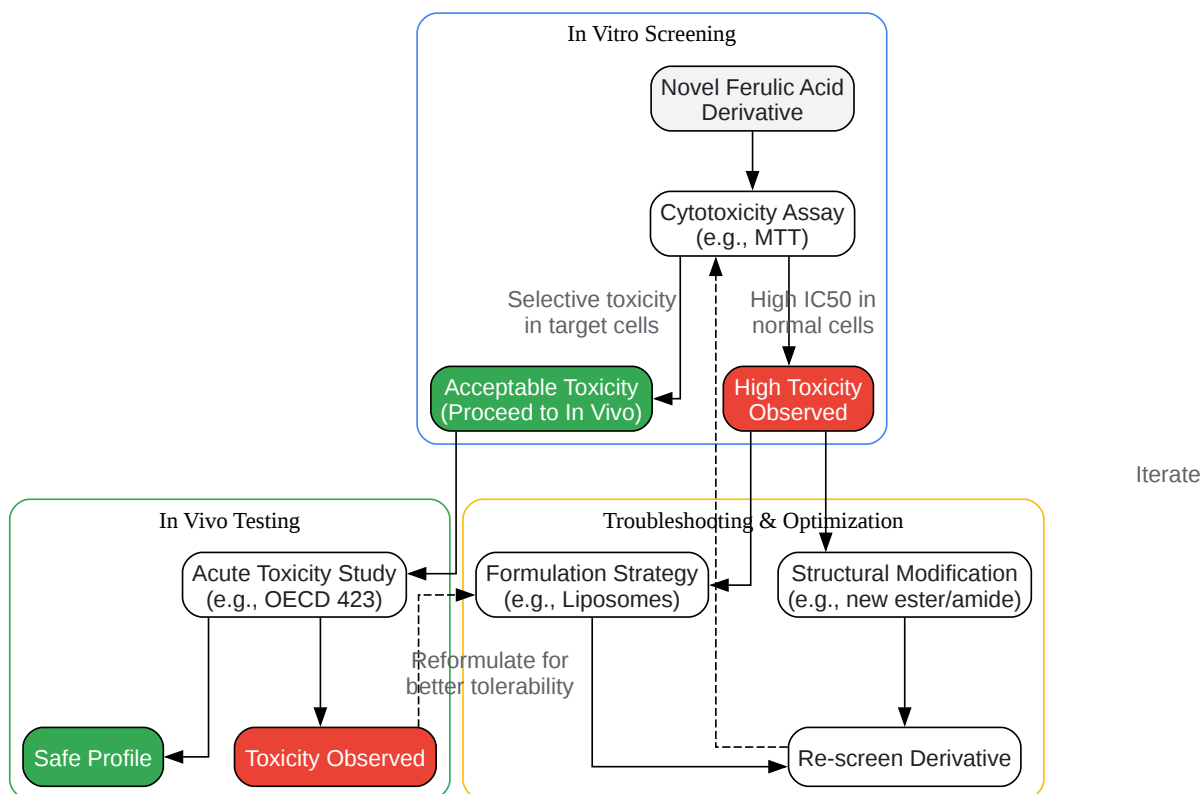 In Vitro Screening
Novel Ferulic Acid
Derivative
Cytotoxicity Assay
(e.g., MTT)
Selective toxicity
in target cells
High IC50 in
normal cells
Acceptable Toxicity
(Proceed to In Vivo)
High Toxicity
Observed
Iterate
In Vivo Testing
Troubleshooting & Optimization
Acute Toxicity Study
(e.g., OECD 423)
Formulation Strategy
(e.g., Liposomes)
Structural Modification
(e.g., new ester/amide)
Reformulate for
better tolerability
Safe Profile
Toxicity Observed
Re-screen Derivative